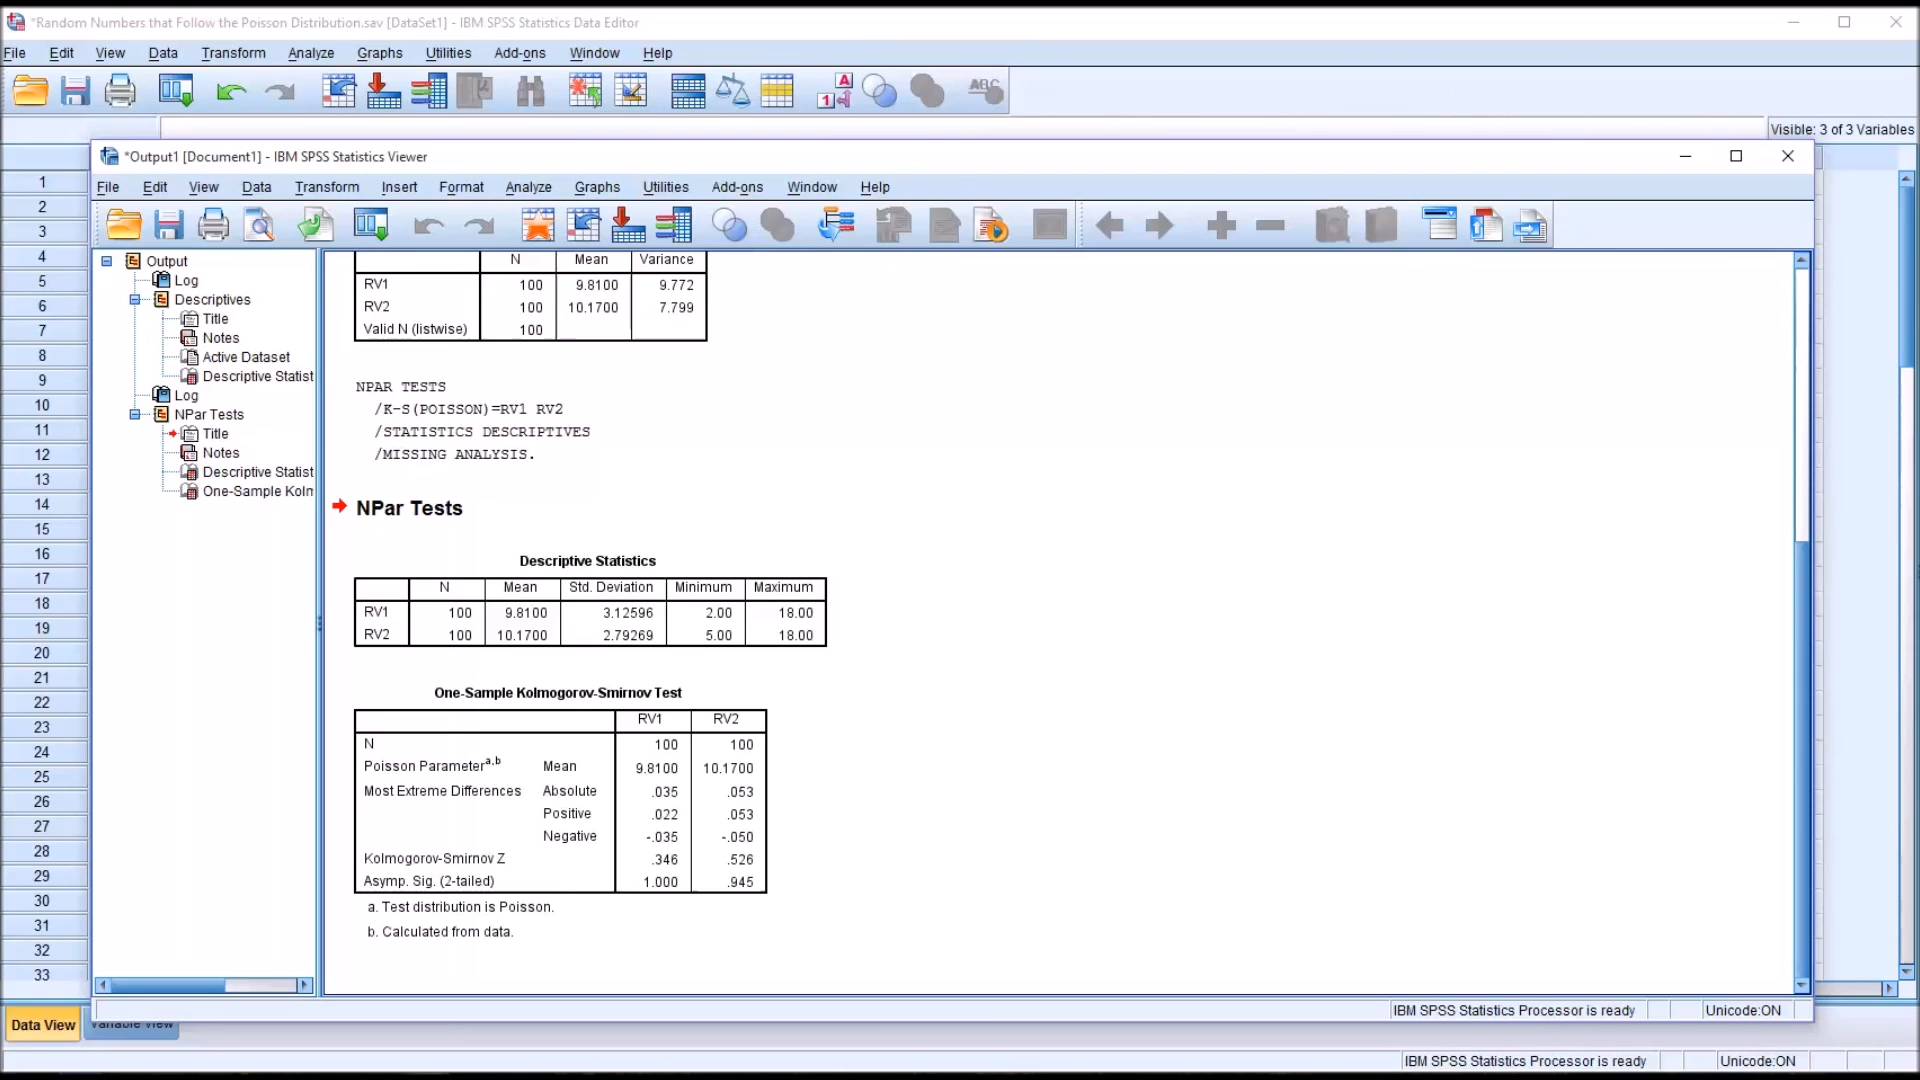 *Random Numbers that Follow the Poisson Distribution.sav [DataSet1] - IBM SPSS Statistics Data Editor
File Edit View Data Transform Analyze Graphs Utilities Add-ons Window Help
1 A
ABC
Visible: 3 of 3 Variables
*Output1 [Document1] - IBM SPSS Statistics Viewer
File Edit View Data Transform Insert Format Analyze Graphs Utilities Add-ons Window Help
1
2
3
4
5
6
7
8
9
10
11
12
13
14
15
16
17
18
19
20
21
22
23
24
25
26
27
28
29
30
31
32
33
Output
Log
Descriptives
Title
Notes
Active Dataset
Descriptive Statist
Log
NPar Tests
Title
Notes
Descriptive Statist
One-Sample Kolm
N Mean Variance
RV1 100 9.8100 9.772
RV2 100 10.1700 7.799
Valid N (listwise) 100
NPAR TESTS
/K-S(POISSON)=RV1 RV2
/STATISTICS DESCRIPTIVES
/MISSING ANALYSIS.
NPar Tests
Descriptive Statistics
N Mean Std. Deviation Minimum Maximum
RV1 100 9.8100 3.12596 2.00 18.00
RV2 100 10.1700 2.79269 5.00 18.00
One-Sample Kolmogorov-Smirnov Test
RV1 RV2
N 100 100
Poisson Parameter a,b Mean 9.8100 10.1700
Most Extreme Differences Absolute .035 .053
Positive .022 .053
Negative -.035 -.050
Kolmogorov-Smirnov Z .346 .526
Asymp. Sig. (2-tailed) 1.000 .945
a. Test distribution is Poisson.
b. Calculated from data.
IBM SPSS Statistics Processor is ready Unicode:ON
Data View Variable View
IBM SPSS Statistics Processor is ready Unicode:ON